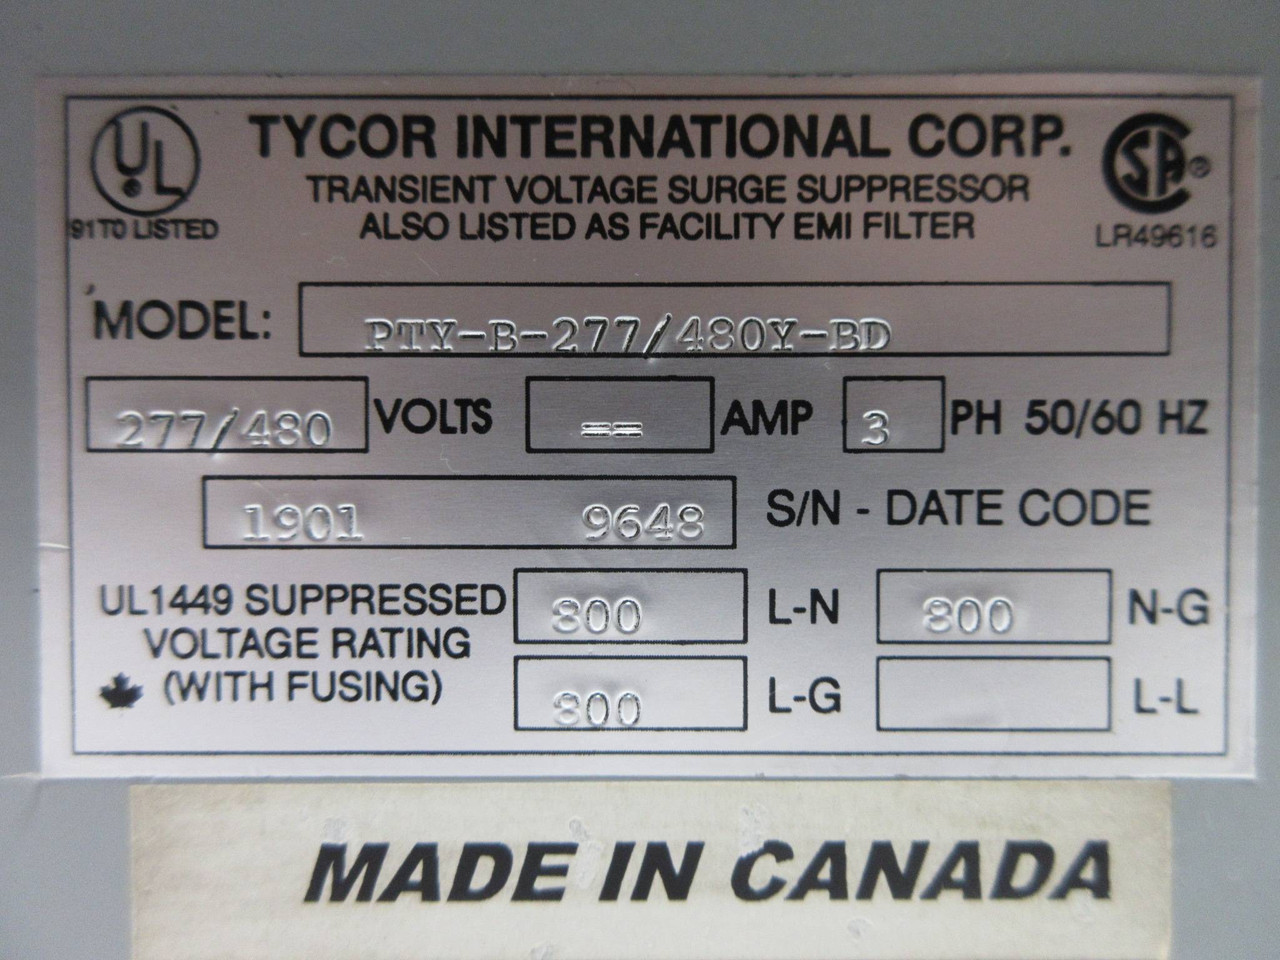 UL
91T0 LISTED
TYCOR INTERNATIONAL CORP.
TRANSIENT VOLTAGE SURGE SUPPRESSOR
ALSO LISTED AS FACILITY EMI FILTER
SA ®
LR49616
MODEL: PTY-B-277/480Y-BD
277/480 VOLTS == AMP 3 PH 50/60 HZ
1901 9648 S/N - DATE CODE
UL1449 SUPPRESSED
VOLTAGE RATING
(WITH FUSING)
800 L-N 800 N-G
800 L-G L-L
MADE IN CANADA